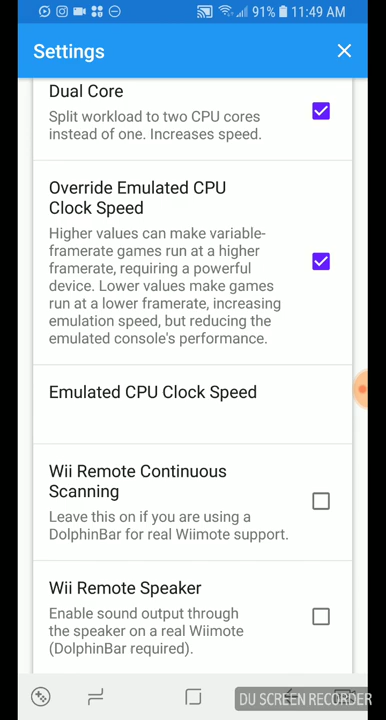 91% 11:49 AM
Settings
Dual Core
Split workload to two CPU cores
instead of one. Increases speed.
Override Emulated CPU
Clock Speed
Higher values can make variable-
framerate games run at a higher
framerate, requiring a powerful
device. Lower values make games
run at a lower framerate, increasing
emulation speed, but reducing the
emulated console's performance.
Emulated CPU Clock Speed
Wii Remote Continuous
Scanning
Leave this on if you are using a
DolphinBar for real Wiimote support.
Wii Remote Speaker
Enable sound output through
the speaker on a real Wiimote
(DolphinBar required).
DU SCREEN RECORDER